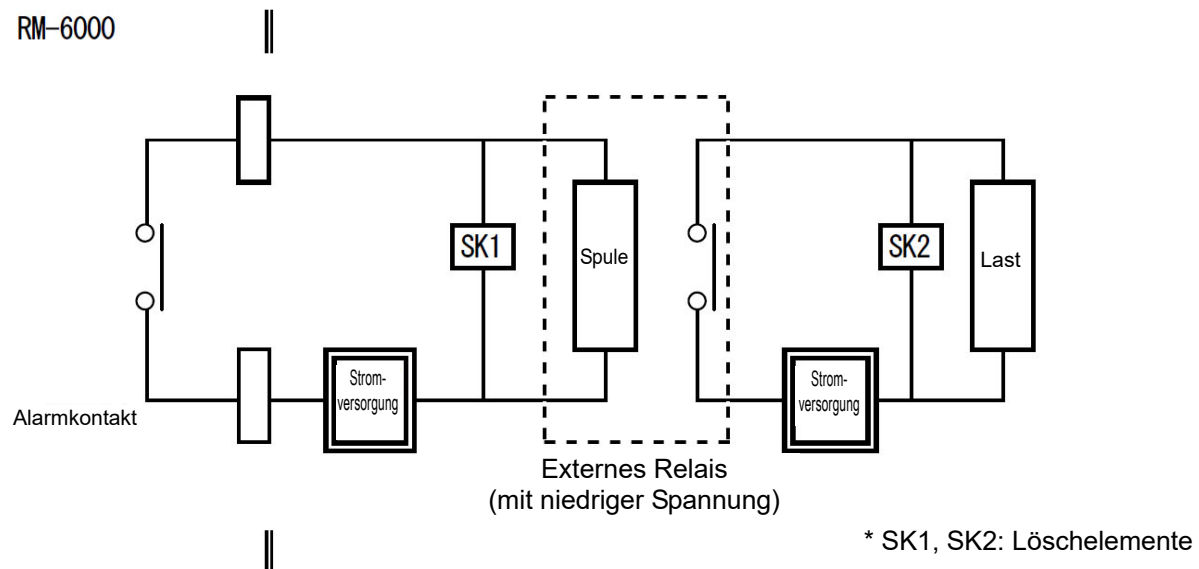 RM-6000
SK1
Spule
SK2
Last
Strom-
versorgung
Strom-
versorgung
Alarmkontakt
Externes Relais
(mit niedriger Spannung)
* SK1, SK2: Löschelemente